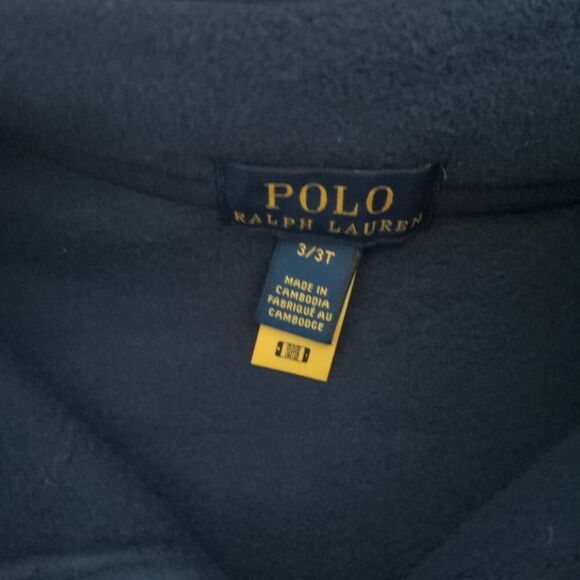 POLO
RALPH LAUREN
3/3T
MADE IN
CAMBODIA
FABRIQUÉ AU
CAMBODGE